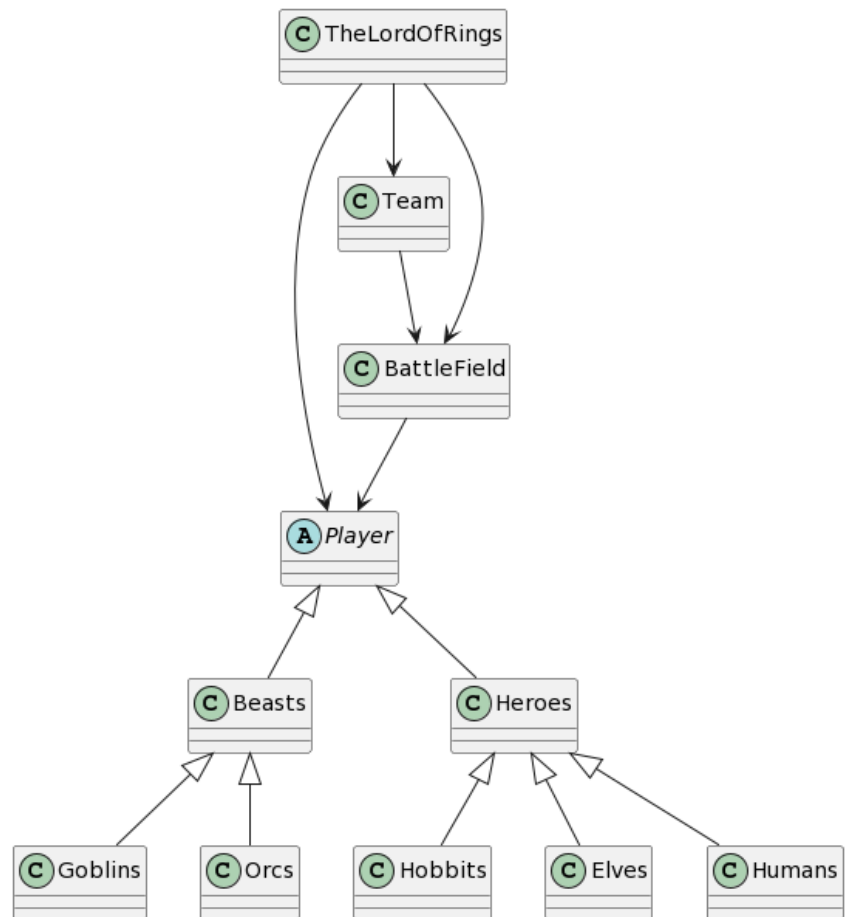 C TheLordOfRings
C Team
C BattleField
A Player
C Beasts
C Heroes
C Goblins
C Orcs
C Hobbits
C Elves
C Humans